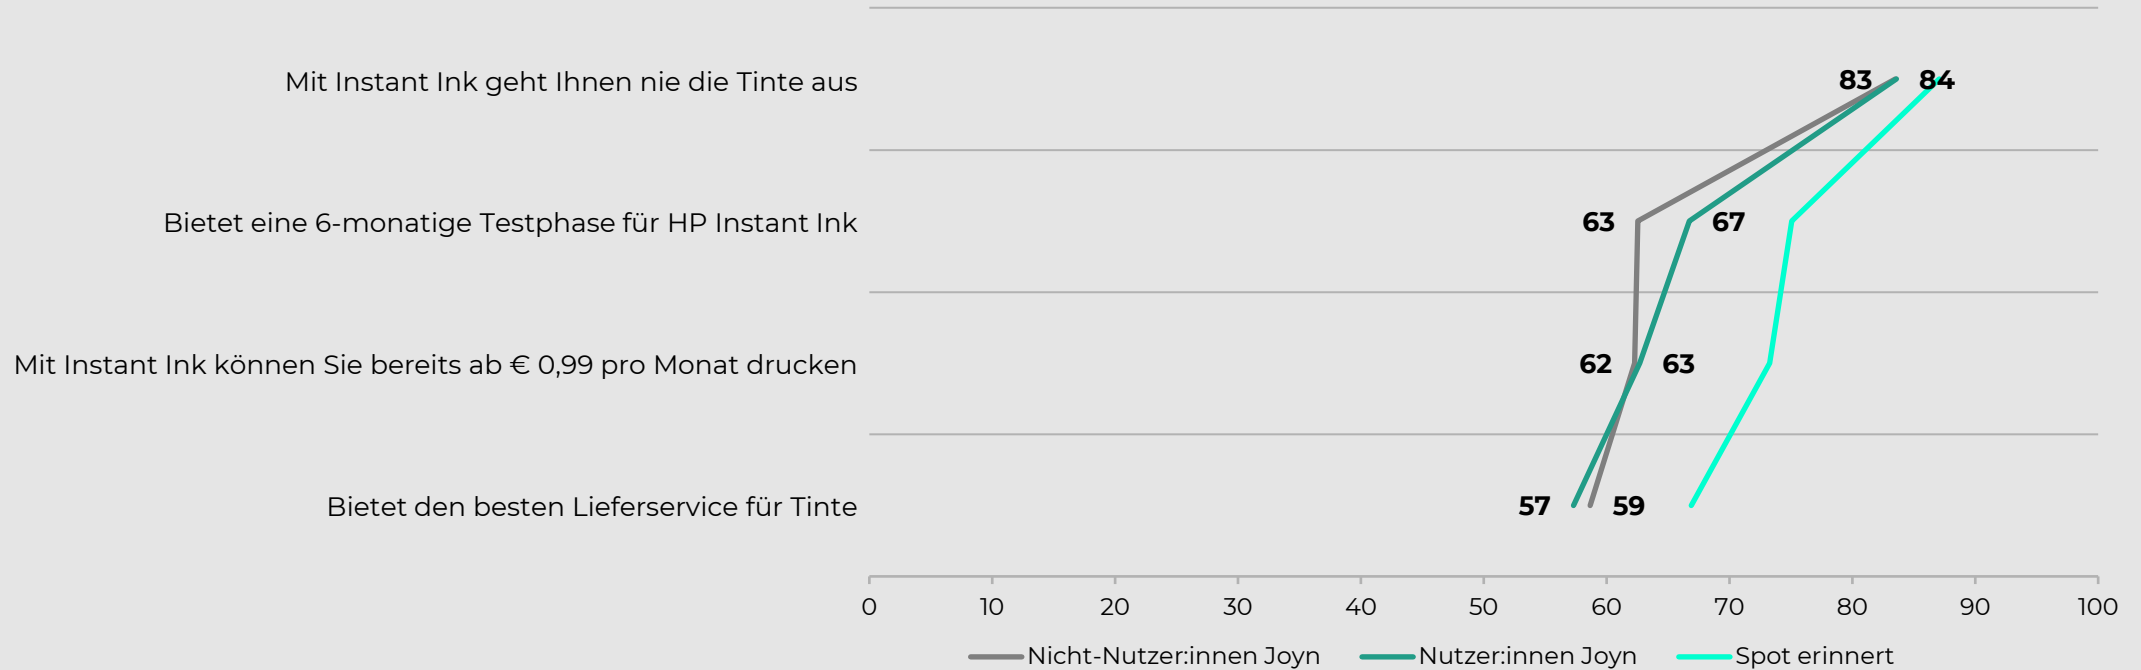 Mit Instant Ink geht Ihnen nie die Tinte aus
83 84
Bietet eine 6-monatige Testphase für HP Instant Ink
63 67
Mit Instant Ink können Sie bereits ab € 0,99 pro Monat drucken
62 63
Bietet den besten Lieferservice für Tinte
57 59
0 10 20 30 40 50 60 70 80 90 100
Nicht-Nutzer:innen Joyn Nutzer:innen Joyn Spot erinnert